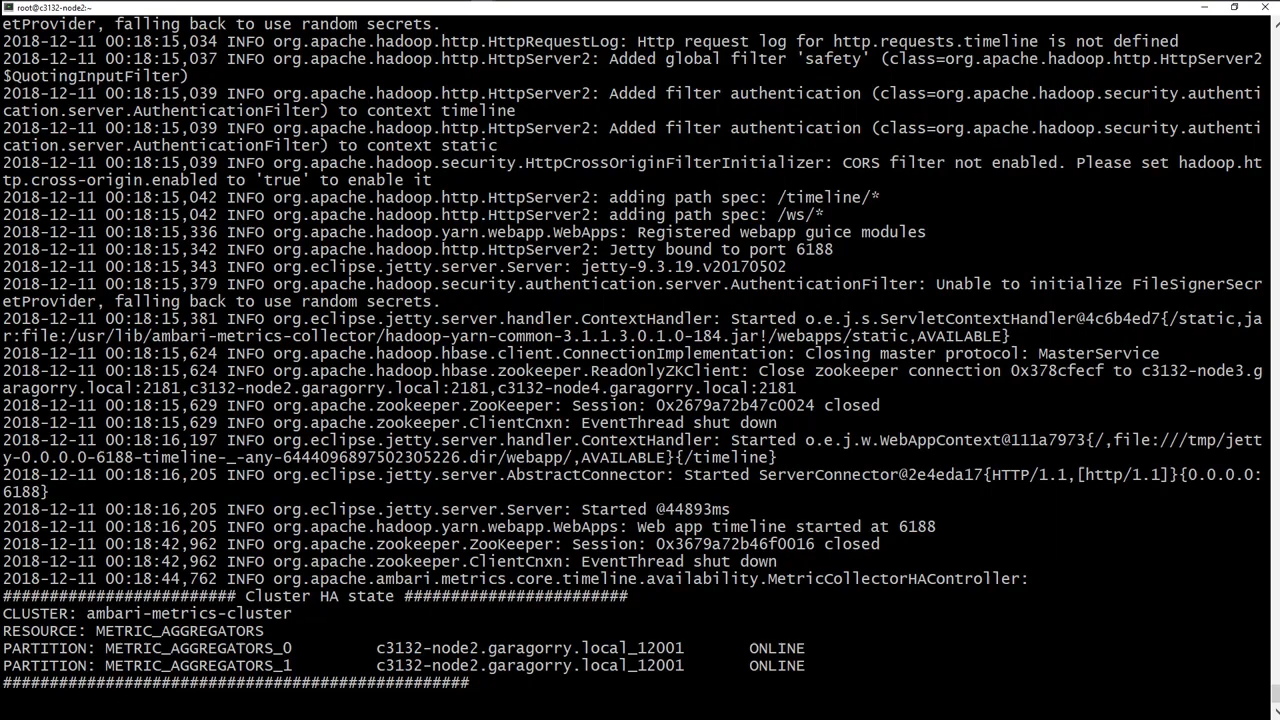 root@c3132-node2:~
etProvider, falling back to use random secrets.
2018-12-11 00:18:15,034 INFO org.apache.hadoop.http.HttpRequestLog: Http request log for http.requests.timeline is not defined
2018-12-11 00:18:15,037 INFO org.apache.hadoop.http.HttpServer2: Added global filter 'safety' (class=org.apache.hadoop.http.HttpServer2
$QuotingInputFilter)
2018-12-11 00:18:15,039 INFO org.apache.hadoop.http.HttpServer2: Added filter authentication (class=org.apache.hadoop.security.authenti
cation.server.AuthenticationFilter) to context timeline
2018-12-11 00:18:15,039 INFO org.apache.hadoop.http.HttpServer2: Added filter authentication (class=org.apache.hadoop.security.authenti
cation.server.AuthenticationFilter) to context static
2018-12-11 00:18:15,039 INFO org.apache.hadoop.security.HttpCrossOriginFilterInitializer: CORS filter not enabled. Please set hadoop.ht
tp.cross-origin.enabled to 'true' to enable it
2018-12-11 00:18:15,042 INFO org.apache.hadoop.http.HttpServer2: adding path spec: /timeline/*
2018-12-11 00:18:15,042 INFO org.apache.hadoop.http.HttpServer2: adding path spec: /ws/*
2018-12-11 00:18:15,336 INFO org.apache.hadoop.yarn.webapp.WebApps: Registered webapp guice modules
2018-12-11 00:18:15,342 INFO org.apache.hadoop.http.HttpServer2: Jetty bound to port 6188
2018-12-11 00:18:15,343 INFO org.eclipse.jetty.server.Server: jetty-9.3.19.v20170502
2018-12-11 00:18:15,379 INFO org.apache.hadoop.security.authentication.server.AuthenticationFilter: Unable to initialize FileSignerSecr
etProvider, falling back to use random secrets.
2018-12-11 00:18:15,381 INFO org.eclipse.jetty.server.handler.ContextHandler: Started o.e.j.s.ServletContextHandler@4c6b4ed7{/static,ja
r:file:/usr/lib/ambari-metrics-collector/hadoop-yarn-common-3.1.1.3.0.1.0-184.jar!/webapps/static,AVAILABLE}
2018-12-11 00:18:15,624 INFO org.apache.hadoop.hbase.client.ConnectionImplementation: Closing master protocol: MasterService
2018-12-11 00:18:15,624 INFO org.apache.hadoop.hbase.zookeeper.ReadOnlyZKClient: Close zookeeper connection 0x378cfecf to c3132-node3.g
aragorry.local:2181,c3132-node2.garagorry.local:2181,c3132-node4.garagorry.local:2181
2018-12-11 00:18:15,629 INFO org.apache.zookeeper.ZooKeeper: Session: 0x2679a72b47c0024 closed
2018-12-11 00:18:15,629 INFO org.apache.zookeeper.ClientCnxn: EventThread shut down
2018-12-11 00:18:16,197 INFO org.eclipse.jetty.server.handler.ContextHandler: Started o.e.j.w.WebAppContext@111a7973{/,file:///tmp/jett
y-0.0.0.0-6188-timeline-_-any-6444096897502305226.dir/webapp/,AVAILABLE}{/timeline}
2018-12-11 00:18:16,205 INFO org.eclipse.jetty.server.AbstractConnector: Started ServerConnector@2e4eda17{HTTP/1.1,[http/1.1]}{0.0.0.0:
6188}
2018-12-11 00:18:16,205 INFO org.eclipse.jetty.server.Server: Started @44893ms
2018-12-11 00:18:16,205 INFO org.apache.hadoop.yarn.webapp.WebApps: Web app timeline started at 6188
2018-12-11 00:18:42,962 INFO org.apache.zookeeper.ZooKeeper: Session: 0x3679a72b46f0016 closed
2018-12-11 00:18:42,962 INFO org.apache.zookeeper.ClientCnxn: EventThread shut down
2018-12-11 00:18:44,762 INFO org.apache.ambari.metrics.core.timeline.availability.MetricCollectorHAController:
######################### Cluster HA state ########################
CLUSTER: ambari-metrics-cluster
RESOURCE: METRIC_AGGREGATORS
PARTITION: METRIC_AGGREGATORS_0 c3132-node2.garagorry.local_12001 ONLINE
PARTITION: METRIC_AGGREGATORS_1 c3132-node2.garagorry.local_12001 ONLINE
##################################################